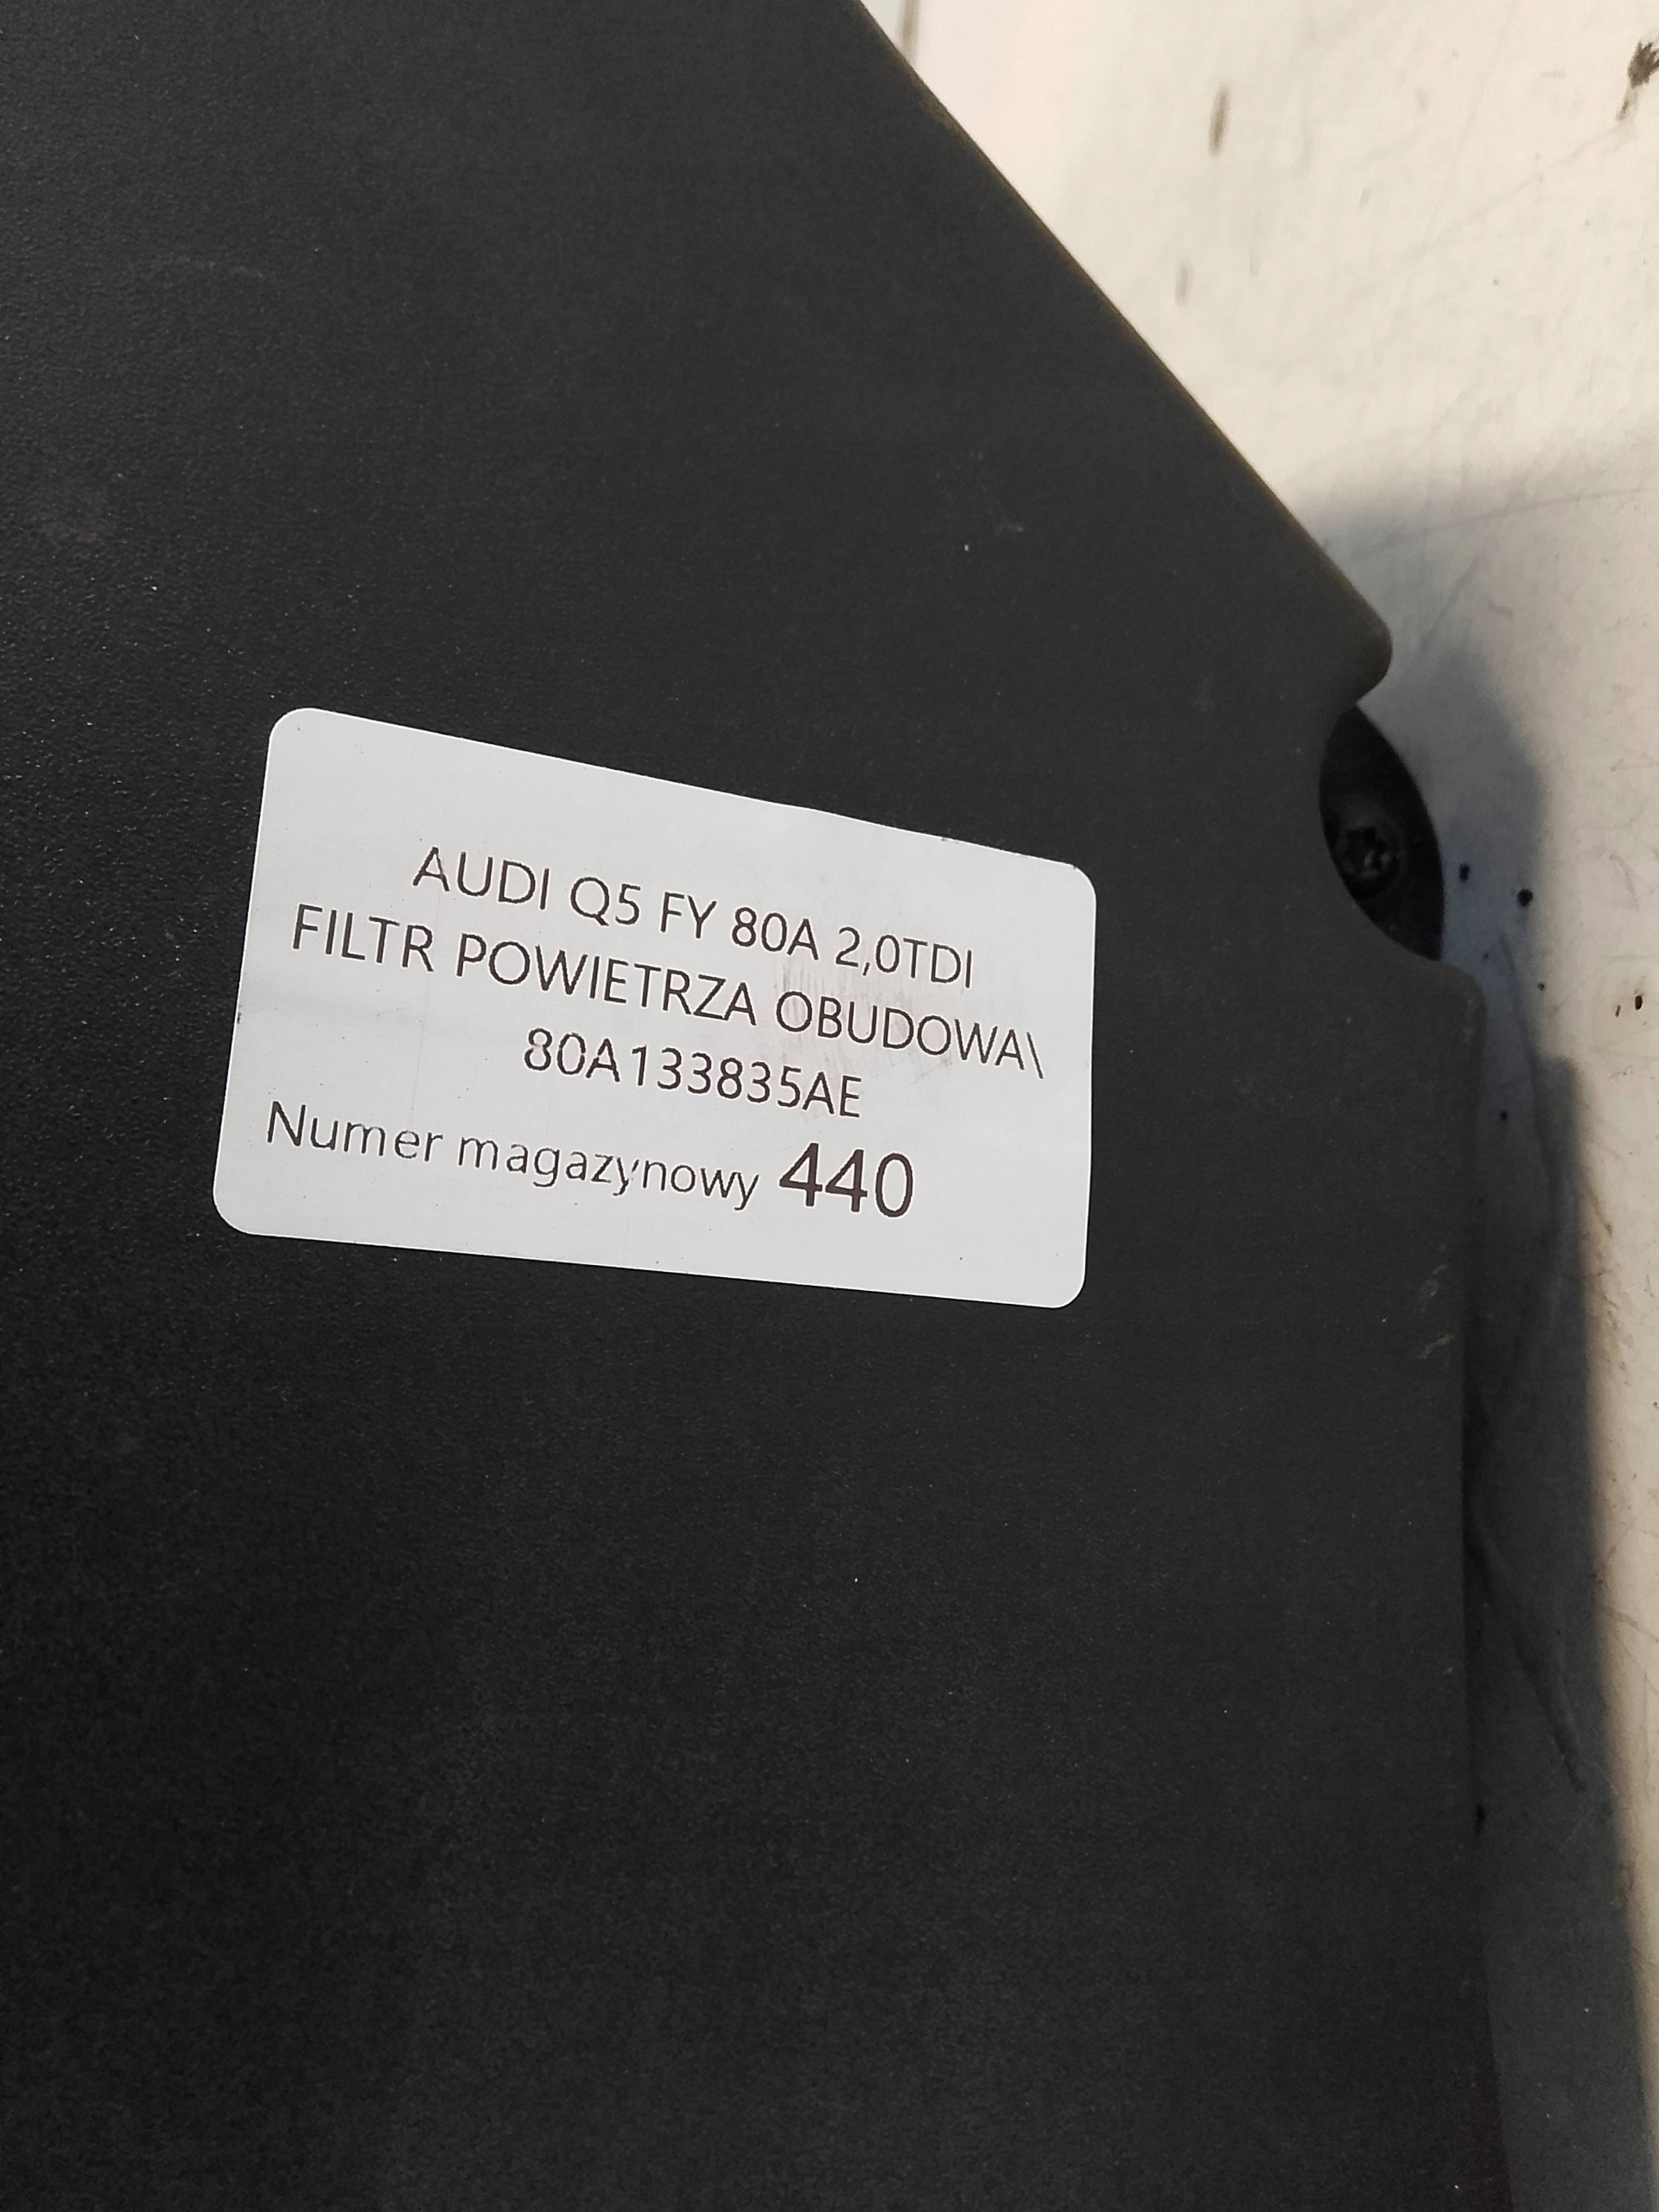 AUDI Q5 FY 80A 2,0TDI
FILTR POWIETRZA OBUDOWA\
80A133835AE
Numer magazynowy 440